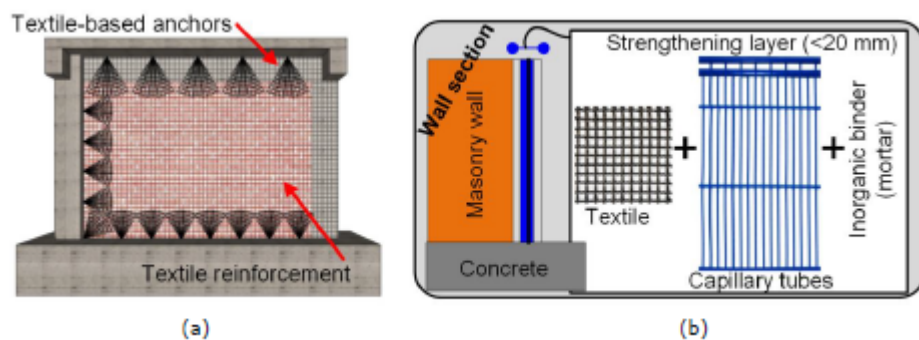 Textile-based anchors
Textile reinforcement
(a)
Wall section
Masonry wall
Concrete
Strengthening layer (<20 mm)
Textile
+
Capillary tubes
+
Inorganic binder
(mortar)
(b)